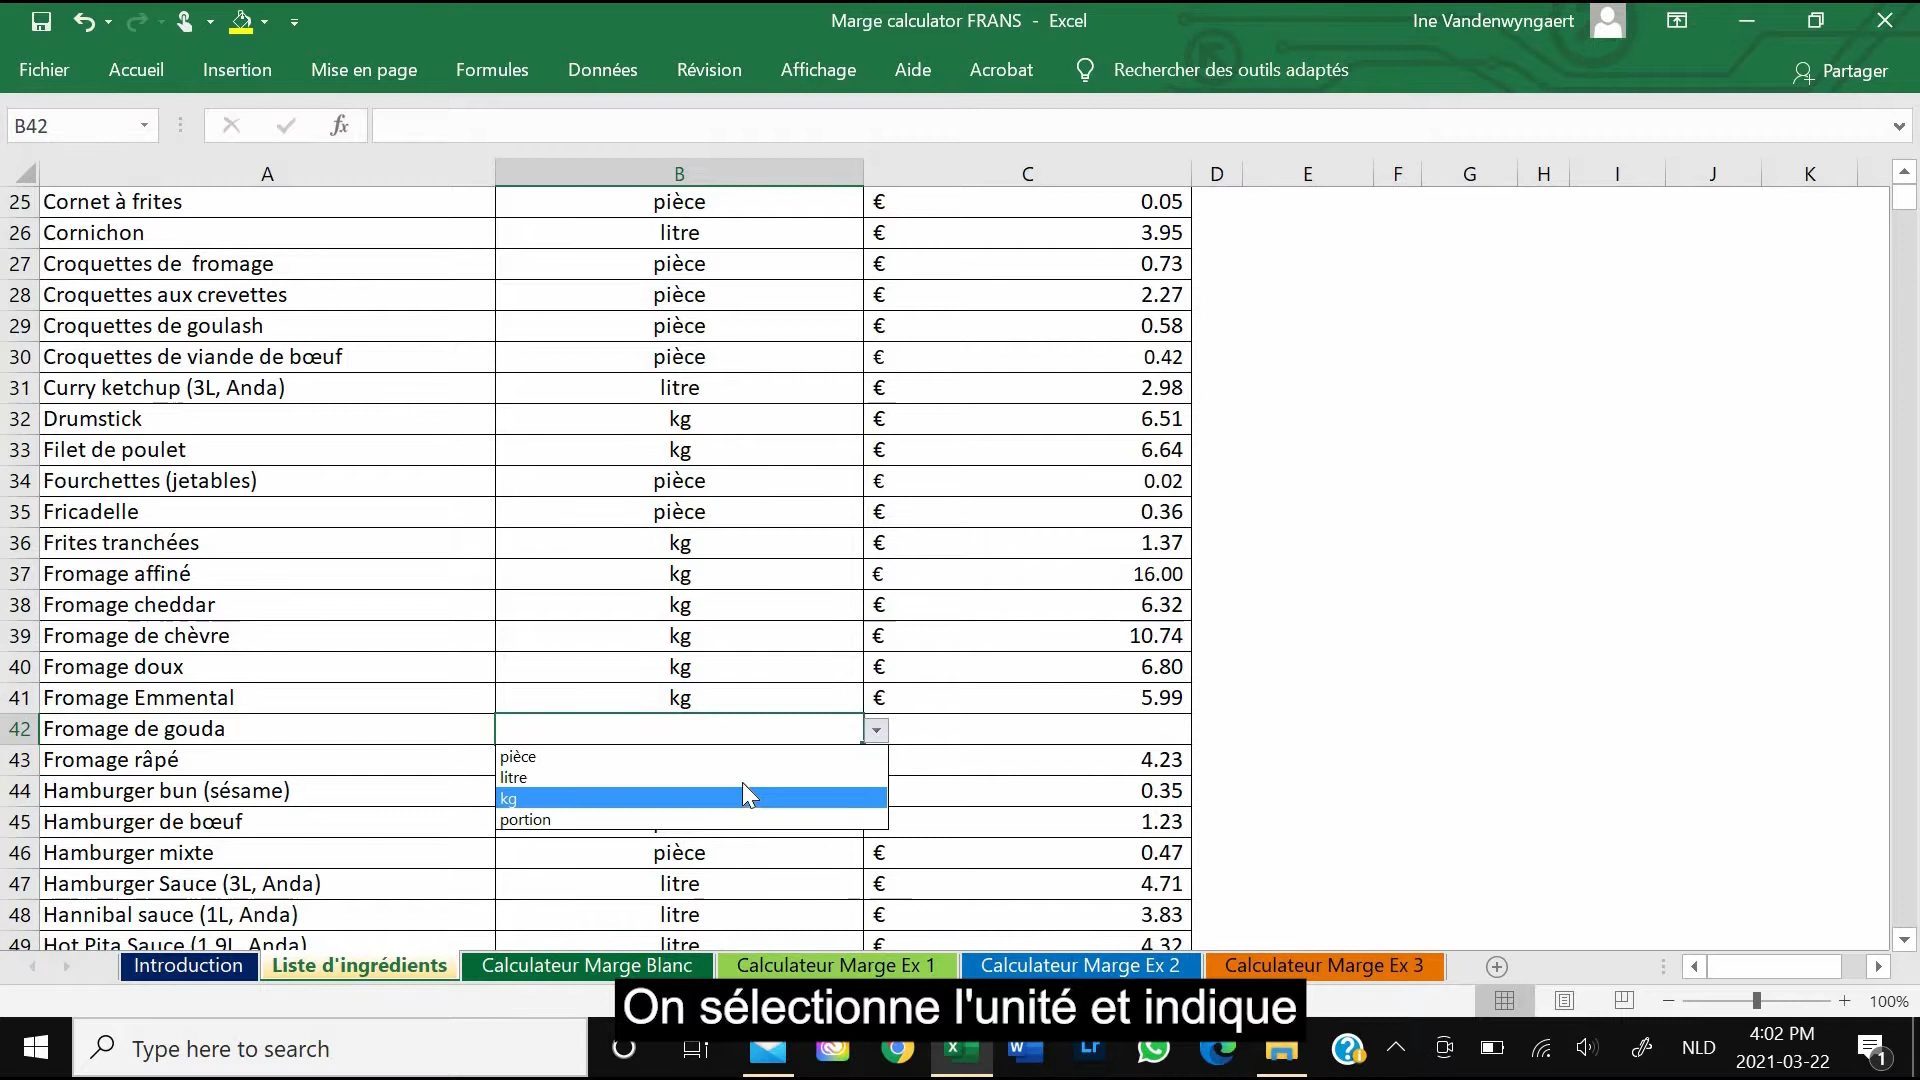 Marge calculator FRANS - Excel
Ine Vandenwyngaert
Fichier Accueil Insertion Mise en page Formules Données Révision Affichage Aide Acrobat Rechercher des outils adaptés Partager
B42 fx
A B C D E F G H I J K
25 Cornet à frites pièce € 0.05
26 Cornichon litre € 3.95
27 Croquettes de fromage pièce € 0.73
28 Croquettes aux crevettes pièce € 2.27
29 Croquettes de goulash pièce € 0.58
30 Croquettes de viande de bœuf pièce € 0.42
31 Curry ketchup (3L, Anda) litre € 2.98
32 Drumstick kg € 6.51
33 Filet de poulet kg € 6.64
34 Fourchettes (jetables) pièce € 0.02
35 Fricadelle pièce € 0.36
36 Frites tranchées kg € 1.37
37 Fromage affiné kg € 16.00
38 Fromage cheddar kg € 6.32
39 Fromage de chèvre kg € 10.74
40 Fromage doux kg € 6.80
41 Fromage Emmental kg € 5.99
42 Fromage de gouda
pièce
litre
kg
portion
43 Fromage râpé 4.23
44 Hamburger bun (sésame) 0.35
45 Hamburger de bœuf 1.23
46 Hamburger mixte pièce € 0.47
47 Hamburger Sauce (3L, Anda) litre € 4.71
48 Hannibal sauce (1L, Anda) litre € 3.83
49 Hot Pita Sauce (1.9L, Anda) litre € 4.32
Introduction Liste d'ingrédients Calculateur Marge Blanc Calculateur Marge Ex 1 Calculateur Marge Ex 2 Calculateur Marge Ex 3
On sélectionne l'unité et indique
100%
Type here to search
NLD
4:02 PM
2021-03-22
1